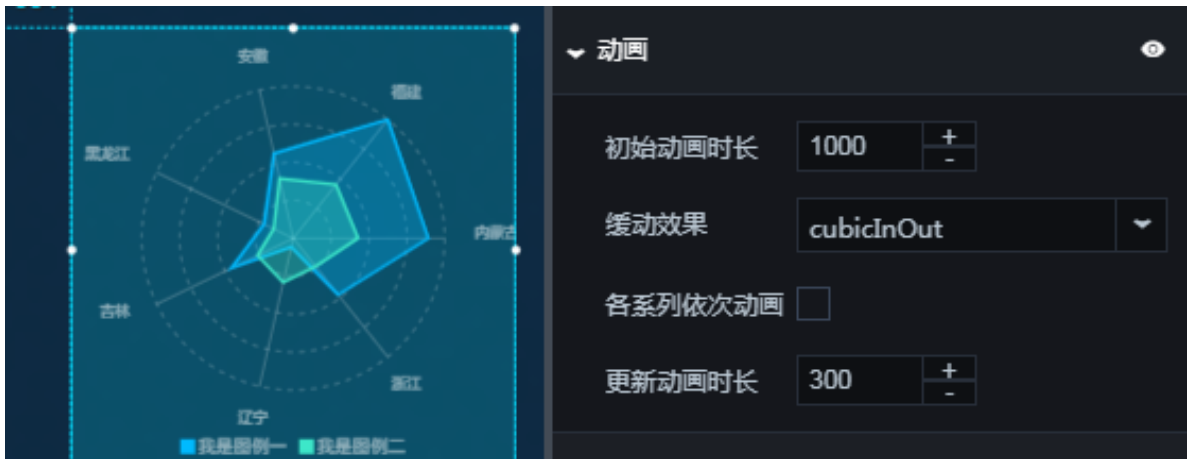 安徽
福建
黑龙江
内蒙古
吉林
浙江
辽宁
我是图例一 我是图例二
动画
初始动画时长 1000 + -
缓动效果 cubicInOut
各系列依次动画
更新动画时长 300 + -